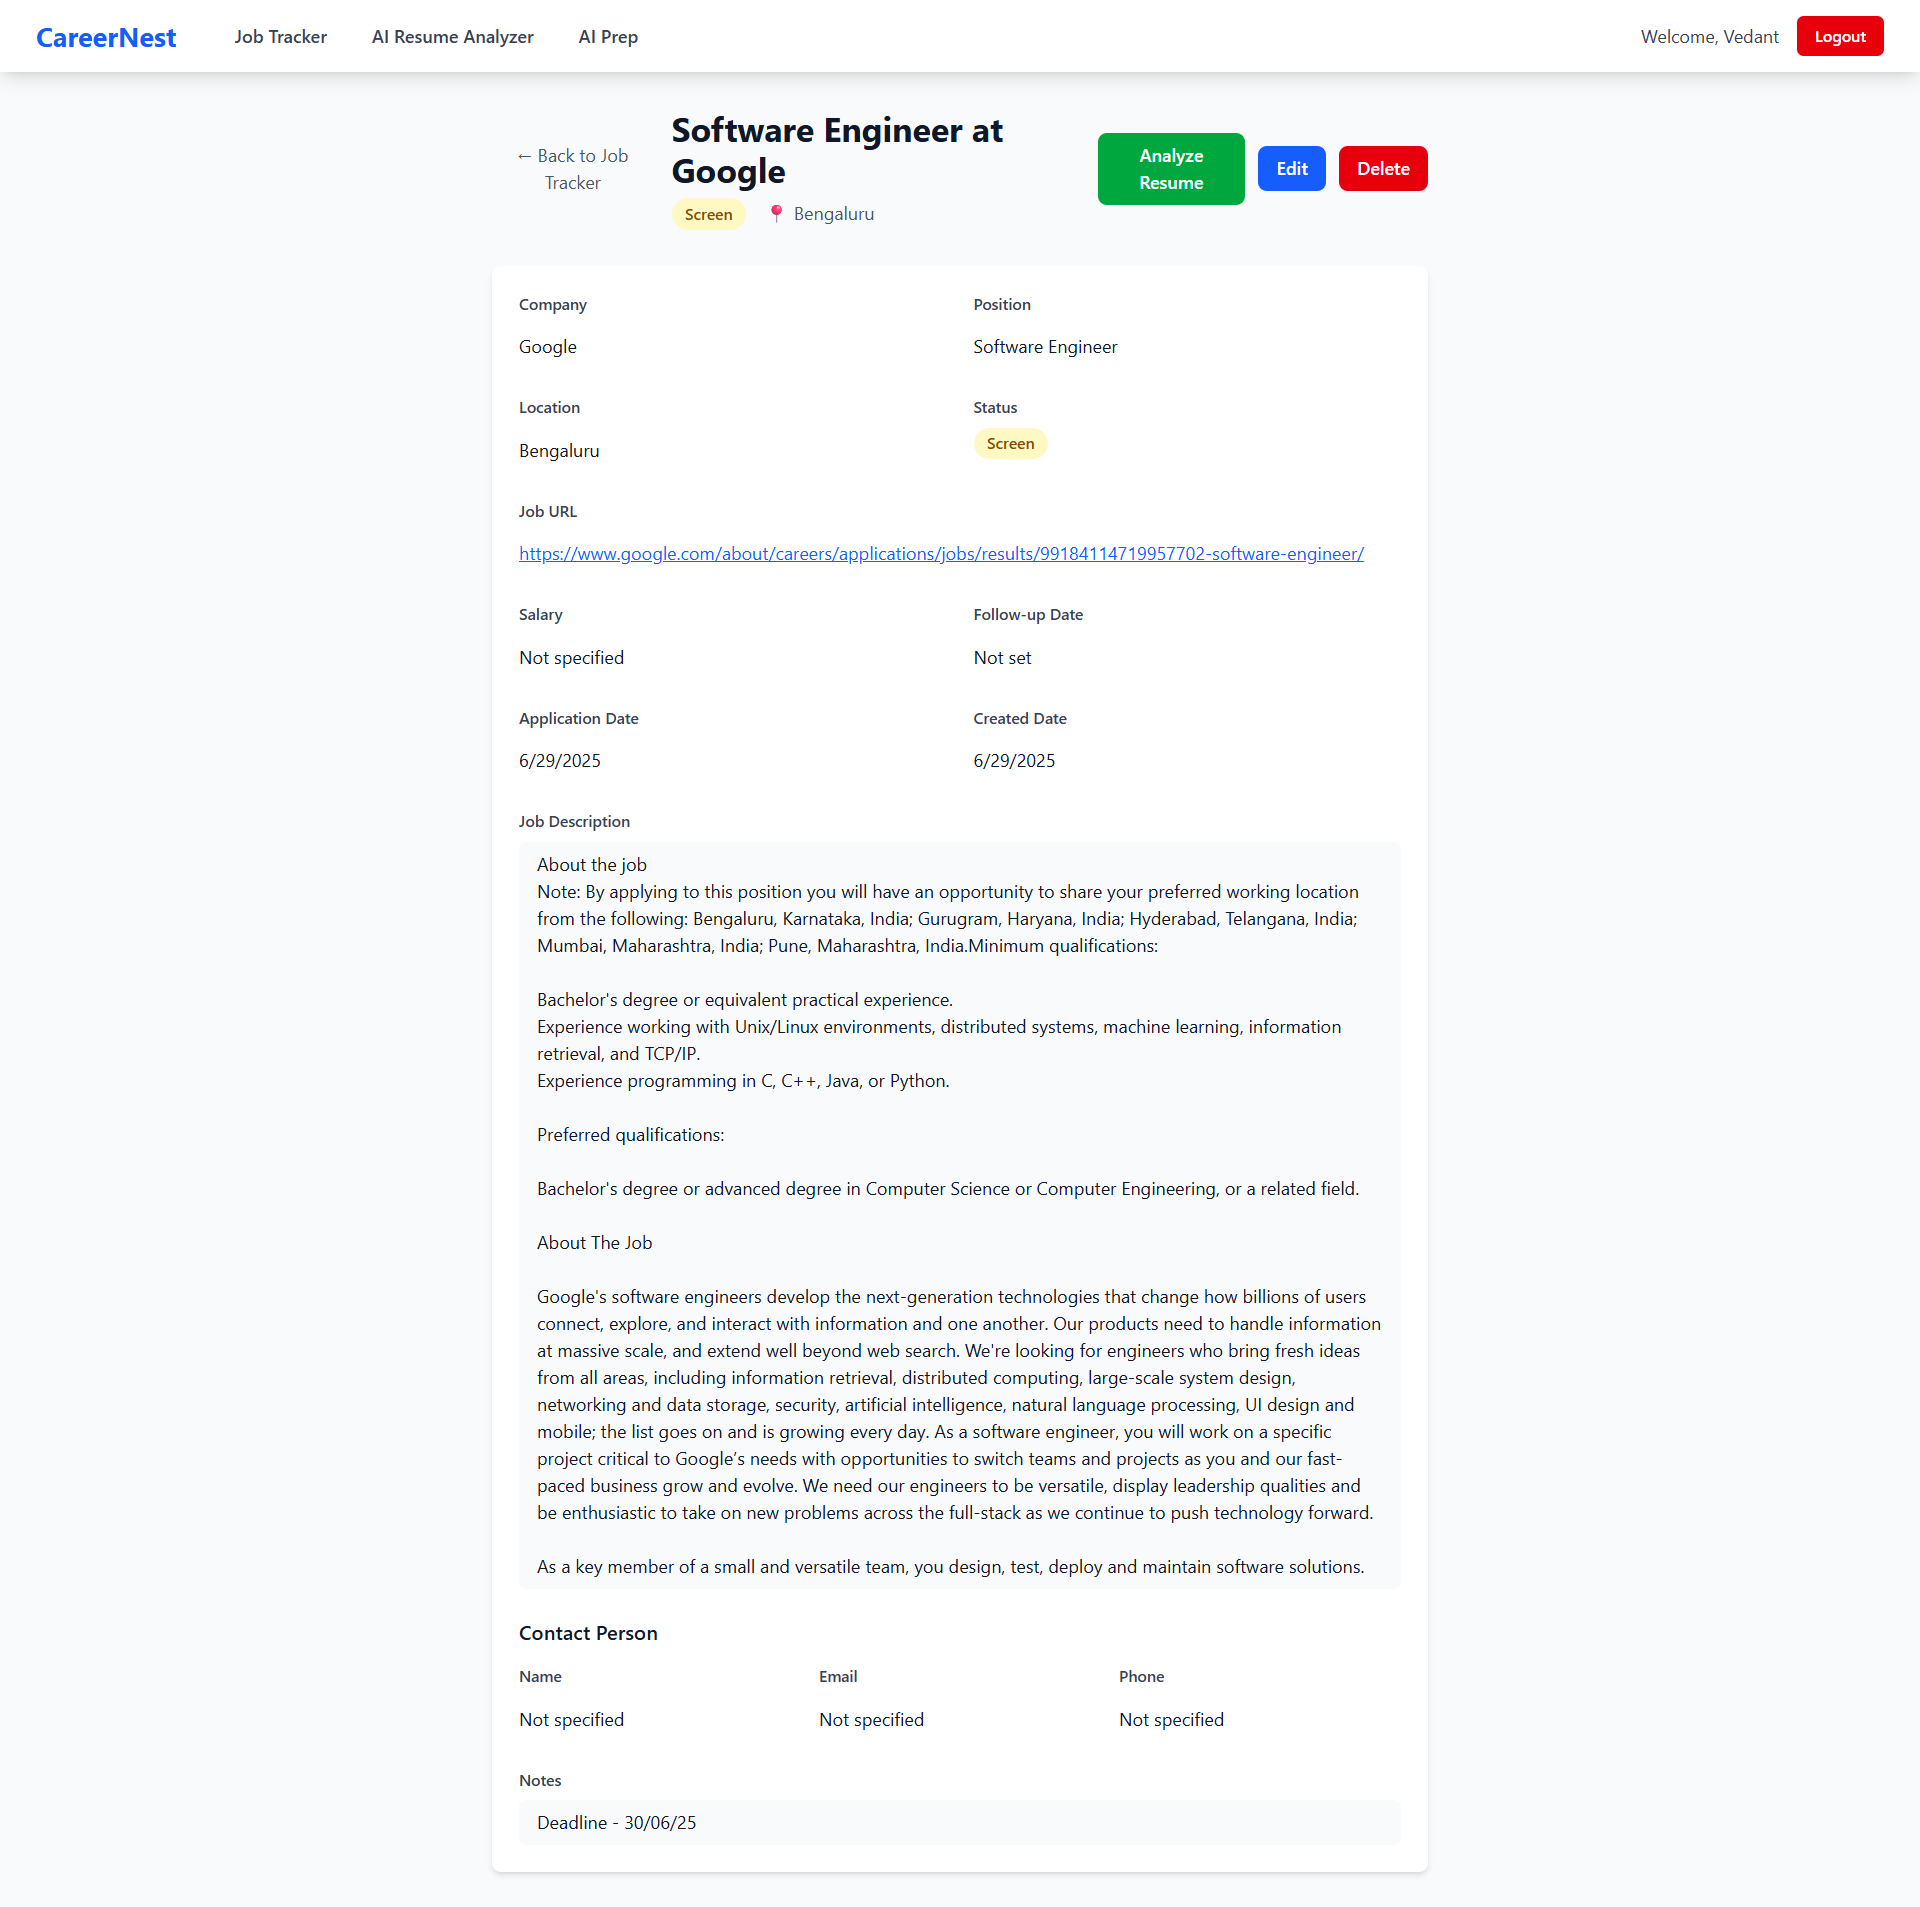 CareerNest
Job Tracker
AI Resume Analyzer
AI Prep
Welcome, Vedant
Logout
← Back to Job
Tracker
Software Engineer at
Google
Screen
Bengaluru
Analyze
Resume
Edit
Delete
Company
Position
Google
Software Engineer
Location
Status
Bengaluru
Screen
Job URL
https://www.google.com/about/careers/applications/jobs/results/99184114719957702-software-engineer/
Salary
Follow-up Date
Not specified
Not set
Application Date
Created Date
6/29/2025
6/29/2025
Job Description
About the job
Note: By applying to this position you will have an opportunity to share your preferred working location
from the following: Bengaluru, Karnataka, India; Gurugram, Haryana, India; Hyderabad, Telangana, India;
Mumbai, Maharashtra, India; Pune, Maharashtra, India.Minimum qualifications:
Bachelor's degree or equivalent practical experience.
Experience working with Unix/Linux environments, distributed systems, machine learning, information
retrieval, and TCP/IP.
Experience programming in C, C++, Java, or Python.
Preferred qualifications:
Bachelor's degree or advanced degree in Computer Science or Computer Engineering, or a related field.
About The Job
Google's software engineers develop the next-generation technologies that change how billions of users
connect, explore, and interact with information and one another. Our products need to handle information
at massive scale, and extend well beyond web search. We're looking for engineers who bring fresh ideas
from all areas, including information retrieval, distributed computing, large-scale system design,
networking and data storage, security, artificial intelligence, natural language processing, UI design and
mobile; the list goes on and is growing every day. As a software engineer, you will work on a specific
project critical to Google’s needs with opportunities to switch teams and projects as you and our fast-
paced business grow and evolve. We need our engineers to be versatile, display leadership qualities and
be enthusiastic to take on new problems across the full-stack as we continue to push technology forward.
As a key member of a small and versatile team, you design, test, deploy and maintain software solutions.
Contact Person
Name
Email
Phone
Not specified
Not specified
Not specified
Notes
Deadline - 30/06/25